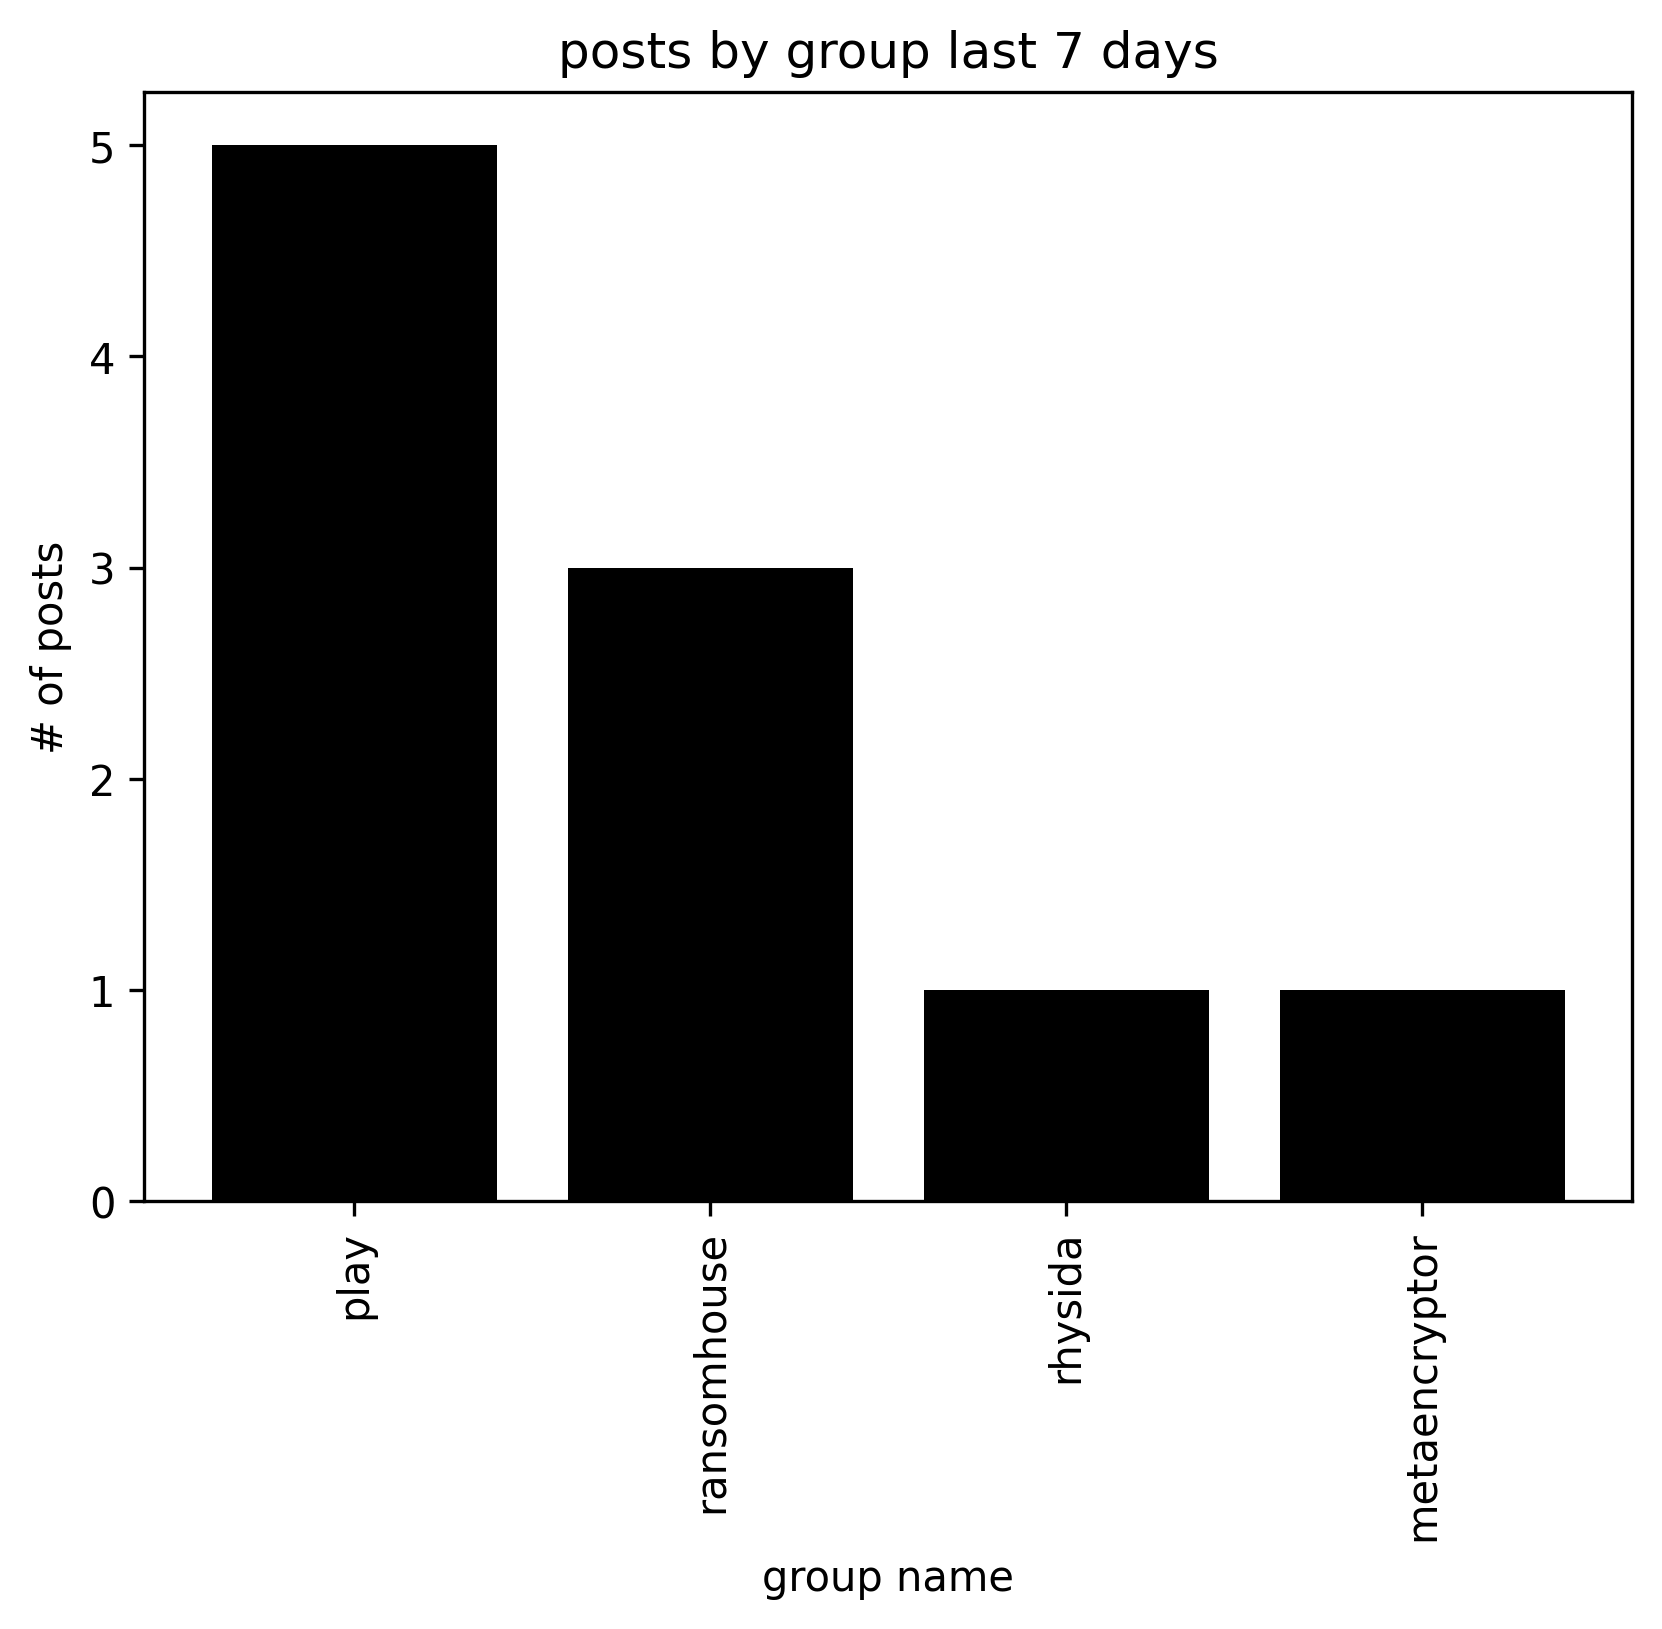 posts by group last 7 days
5
4
3
2
1
0
# of posts
play
ransomhouse
rhysida
metaencryptor
group name